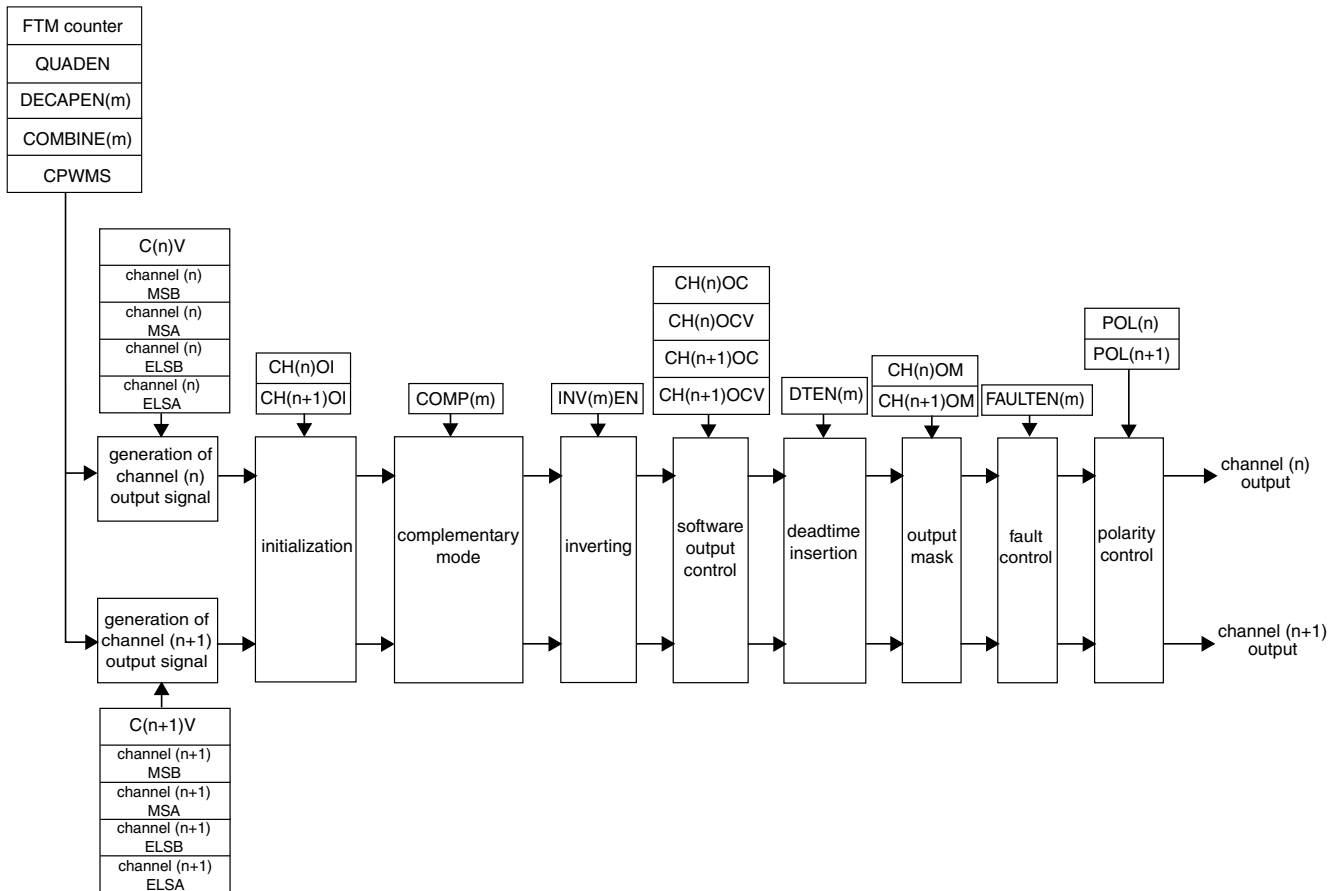 FTM counter
QUADEN
DECAPEN(m)
COMBINE(m)
CPWMS
C(n)V
channel (n)
MSB
channel (n)
MSA
channel (n)
ELSB
channel (n)
ELSA
CH(n)OI
CH(n+1)OI
COMP(m)
INV(m)EN
CH(n)OC
CH(n)OCV
CH(n+1)OC
CH(n+1)OCV
DTEN(m)
CH(n)OM
CH(n+1)OM
FAULTEN(m)
POL(n)
POL(n+1)
generation of
channel (n)
output signal
generation of
channel (n+1)
output signal
initialization
complementary
mode
inverting
software
output
control
deadtime
insertion
output
mask
fault
control
polarity
control
channel (n)
output
channel (n+1)
output
C(n+1)V
channel (n+1)
MSB
channel (n+1)
MSA
channel (n+1)
ELSB
channel (n+1)
ELSA